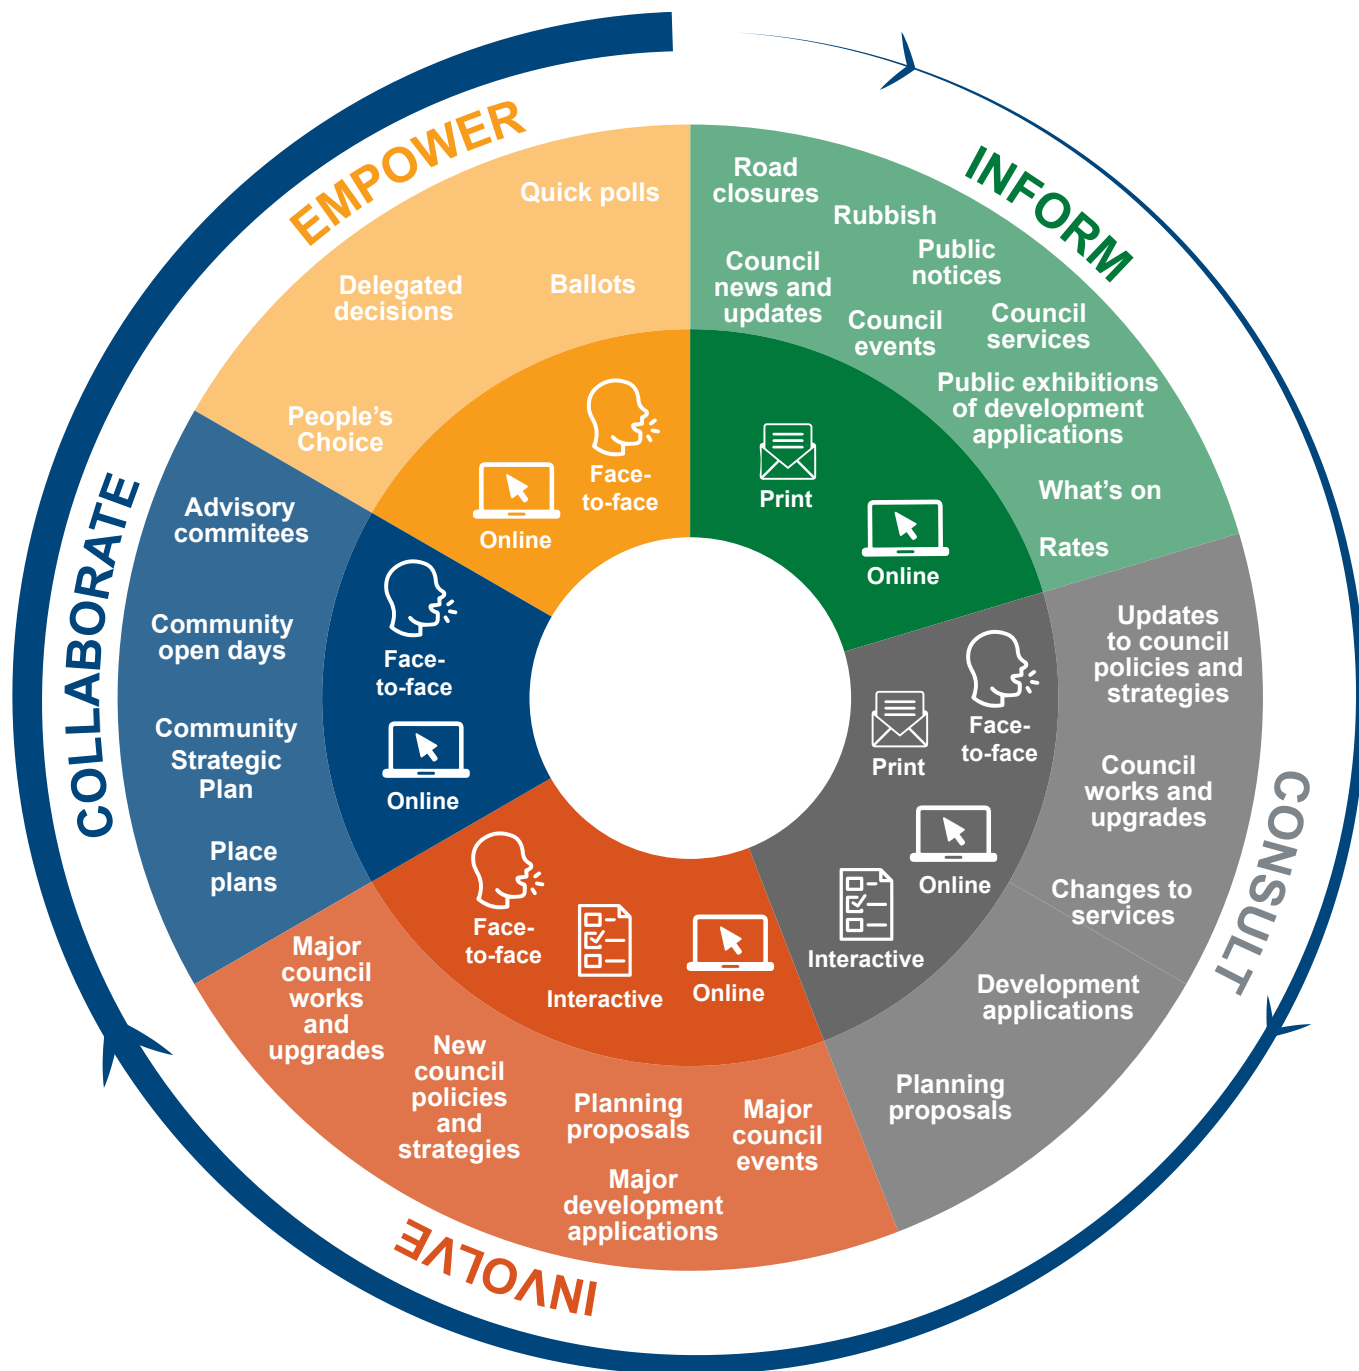 INFORM
Road
closures
Rubbish
Public
notices
Council
news and
updates
Council
events
Council
services
Public exhibitions
of development
applications
What's on
Rates
Print
Online
CONSULT
Updates
to council
policies and
strategies
Council
works and
upgrades
Changes to
services
Development
applications
Planning
proposals
Face-
to-face
Print
Online
Interactive
INVOLVE
Major
council
events
Planning
proposals
Major
development
applications
New
council
policies
and
strategies
Major
council
works
and
upgrades
Online
Interactive
Face-
to-face
COLLABORATE
Place
plans
Community
Strategic
Plan
Community
open days
Advisory
commitees
Face-
to-face
Online
EMPOWER
People’s
Choice
Delegated
decisions
Ballots
Quick polls
Online
Face-
to-face